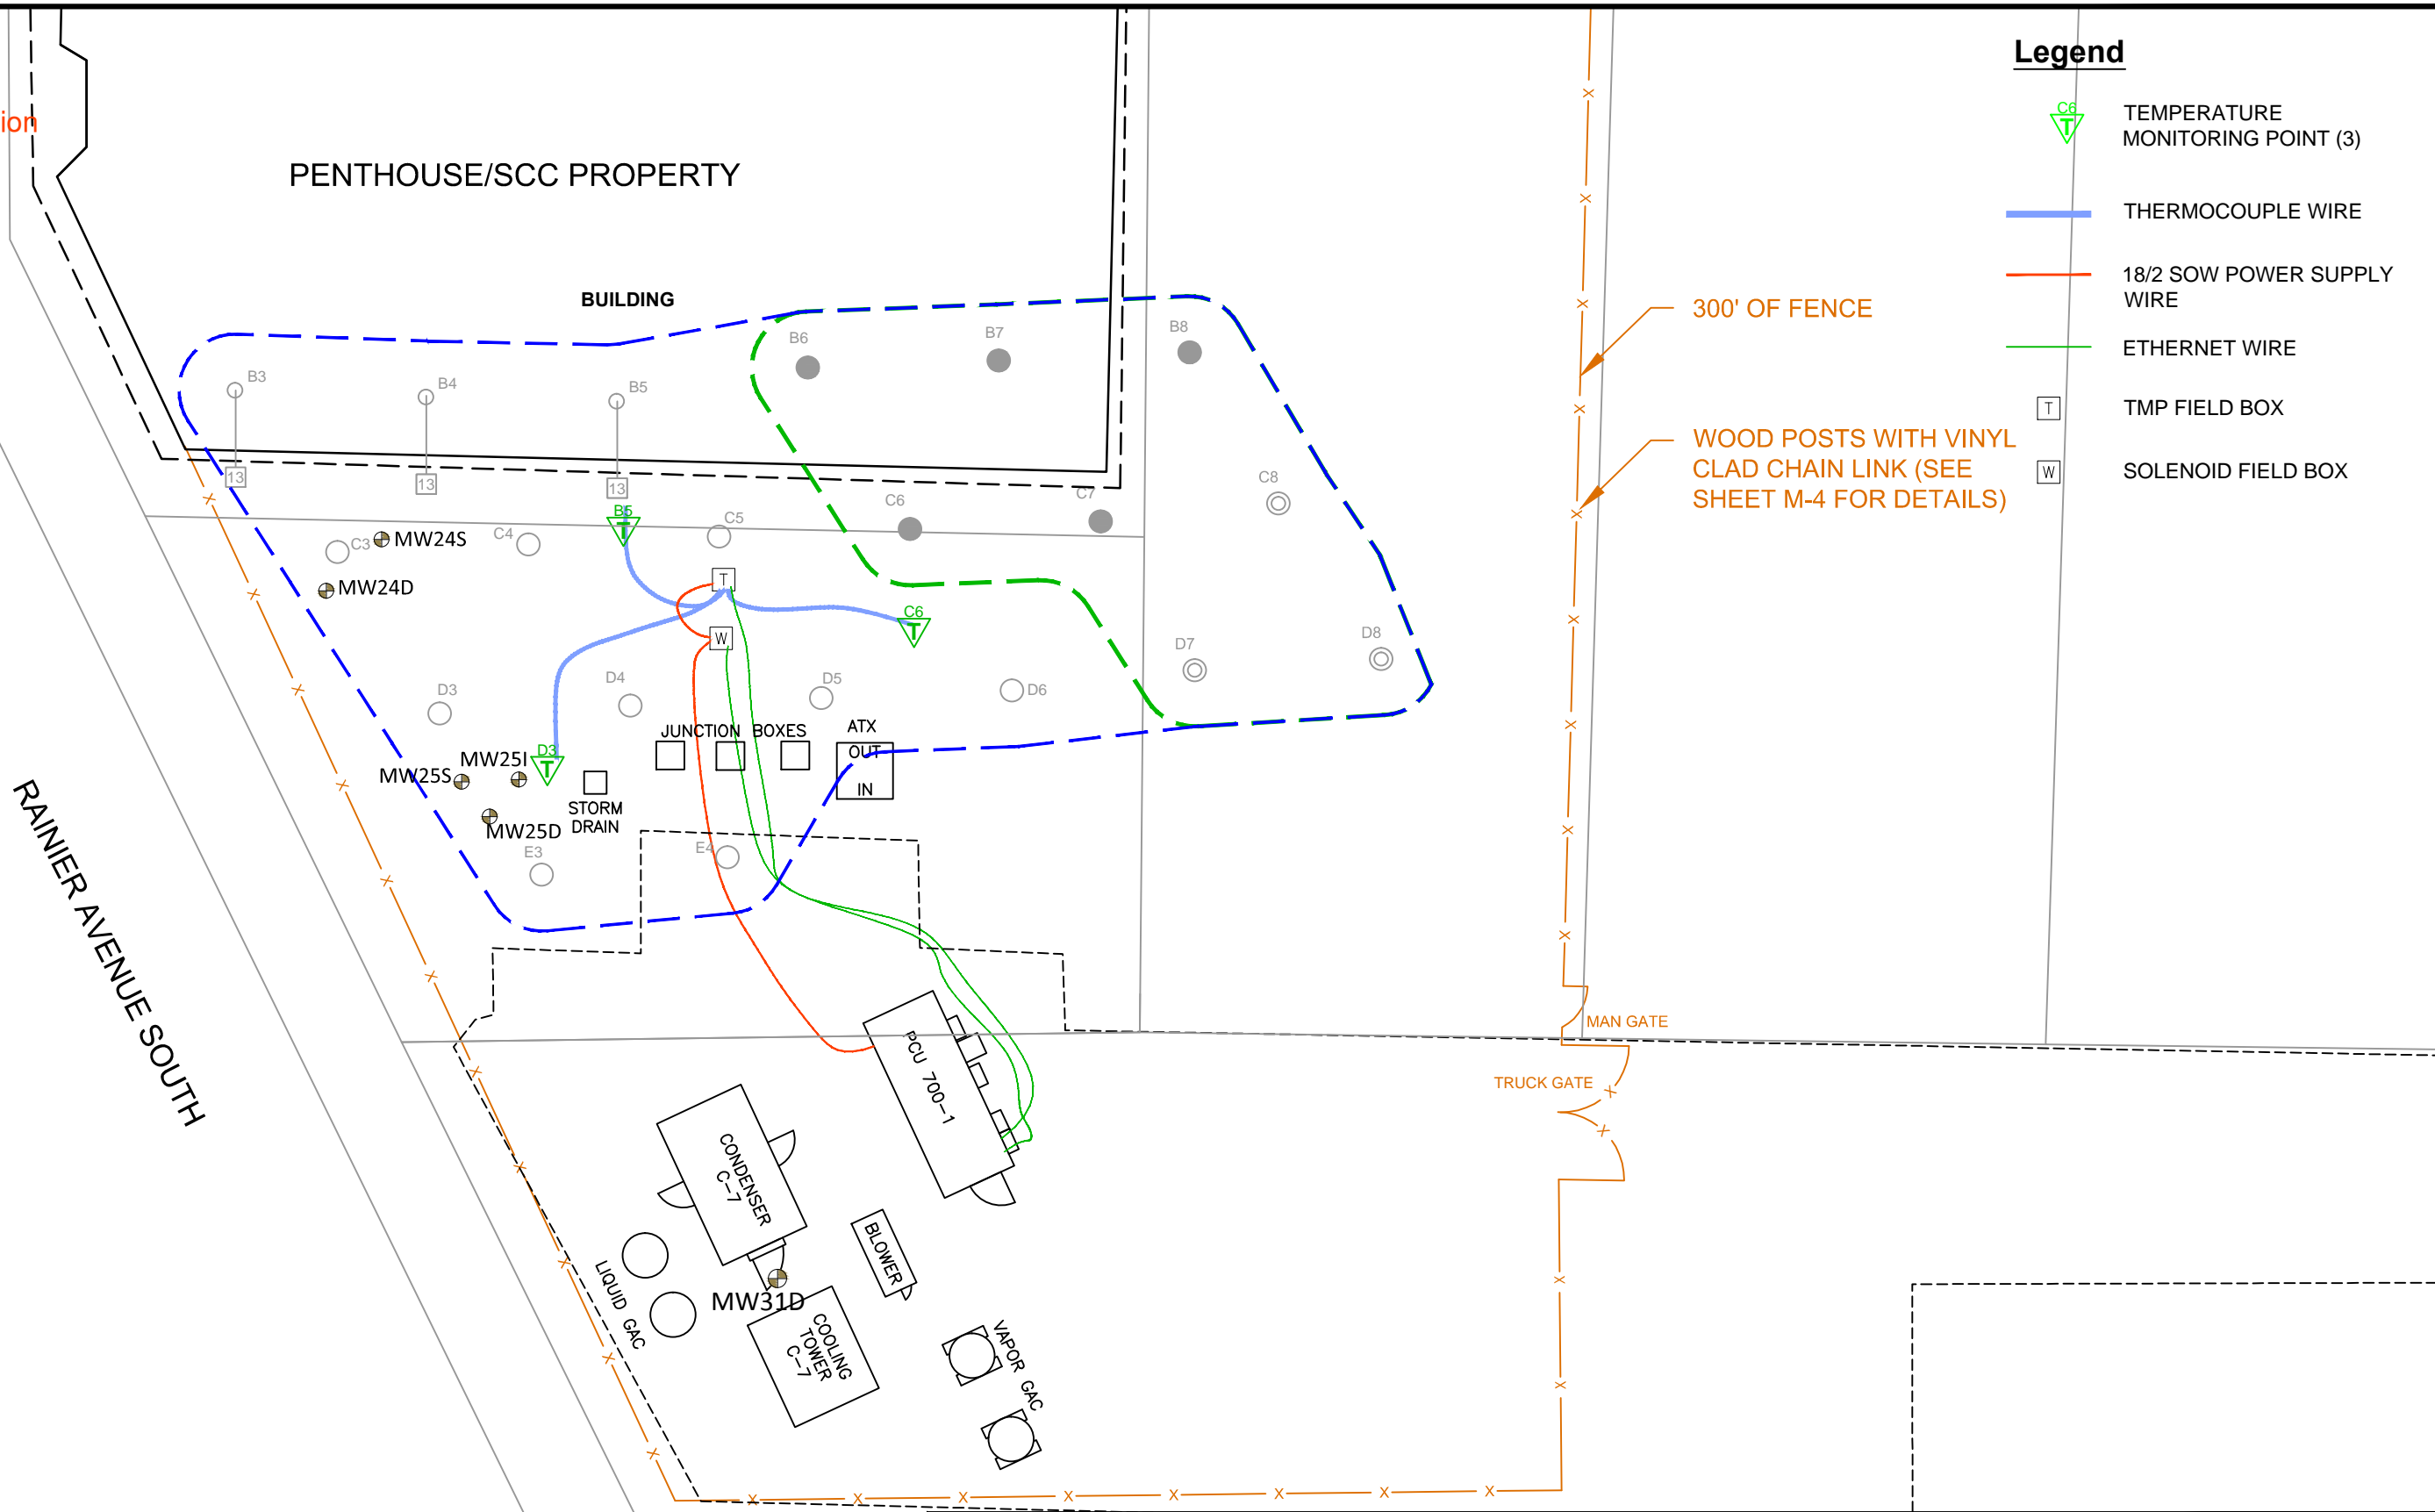 Legend
C6
T
TEMPERATURE
MONITORING POINT (3)
THERMOCOUPLE WIRE
18/2 SOW POWER SUPPLY
WIRE
ETHERNET WIRE
T
TMP FIELD BOX
W
SOLENOID FIELD BOX
ion
PENTHOUSE/SCC PROPERTY
BUILDING
300' OF FENCE
WOOD POSTS WITH VINYL
CLAD CHAIN LINK (SEE
SHEET M-4 FOR DETAILS)
B3
B4
B5
B6
B7
B8
13
13
13
B5
T
C3
MW24S
C4
C5
C6
C7
C8
MW24D
T
W
C6
T
D3
D4
D5
D6
D7
D8
JUNCTION BOXES
ATX
OUT
IN
D3
T
MW25I
MW25S
MW25D
STORM
DRAIN
E3
E4
RAINIER AVENUE SOUTH
PCU 700-1
MAN GATE
TRUCK GATE
CONDENSER
C-7
BLOWER
MW31D
LIQUID GAC
COOLING
TOWER
C-7
VAPOR GAC